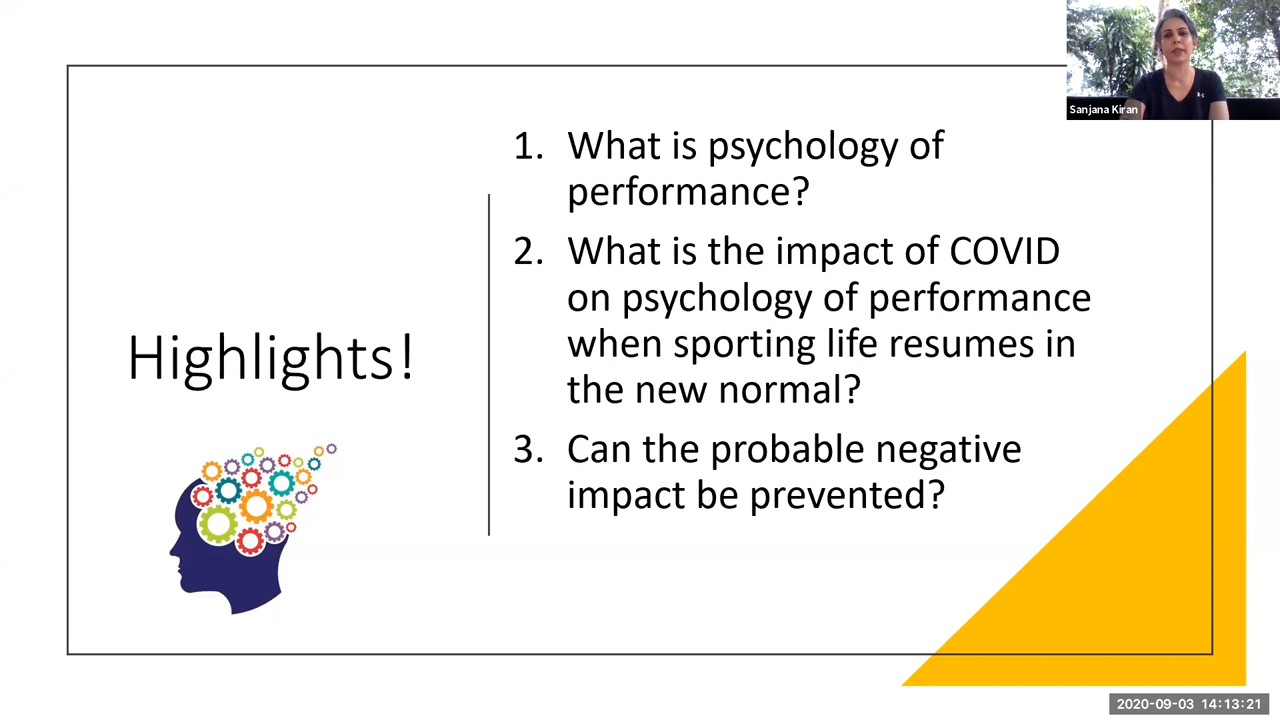 Sanjana Kiran
Highlights!
1. What is psychology of
performance?
2. What is the impact of COVID
on psychology of performance
when sporting life resumes in
the new normal?
3. Can the probable negative
impact be prevented?
2020-09-03 14:13:21